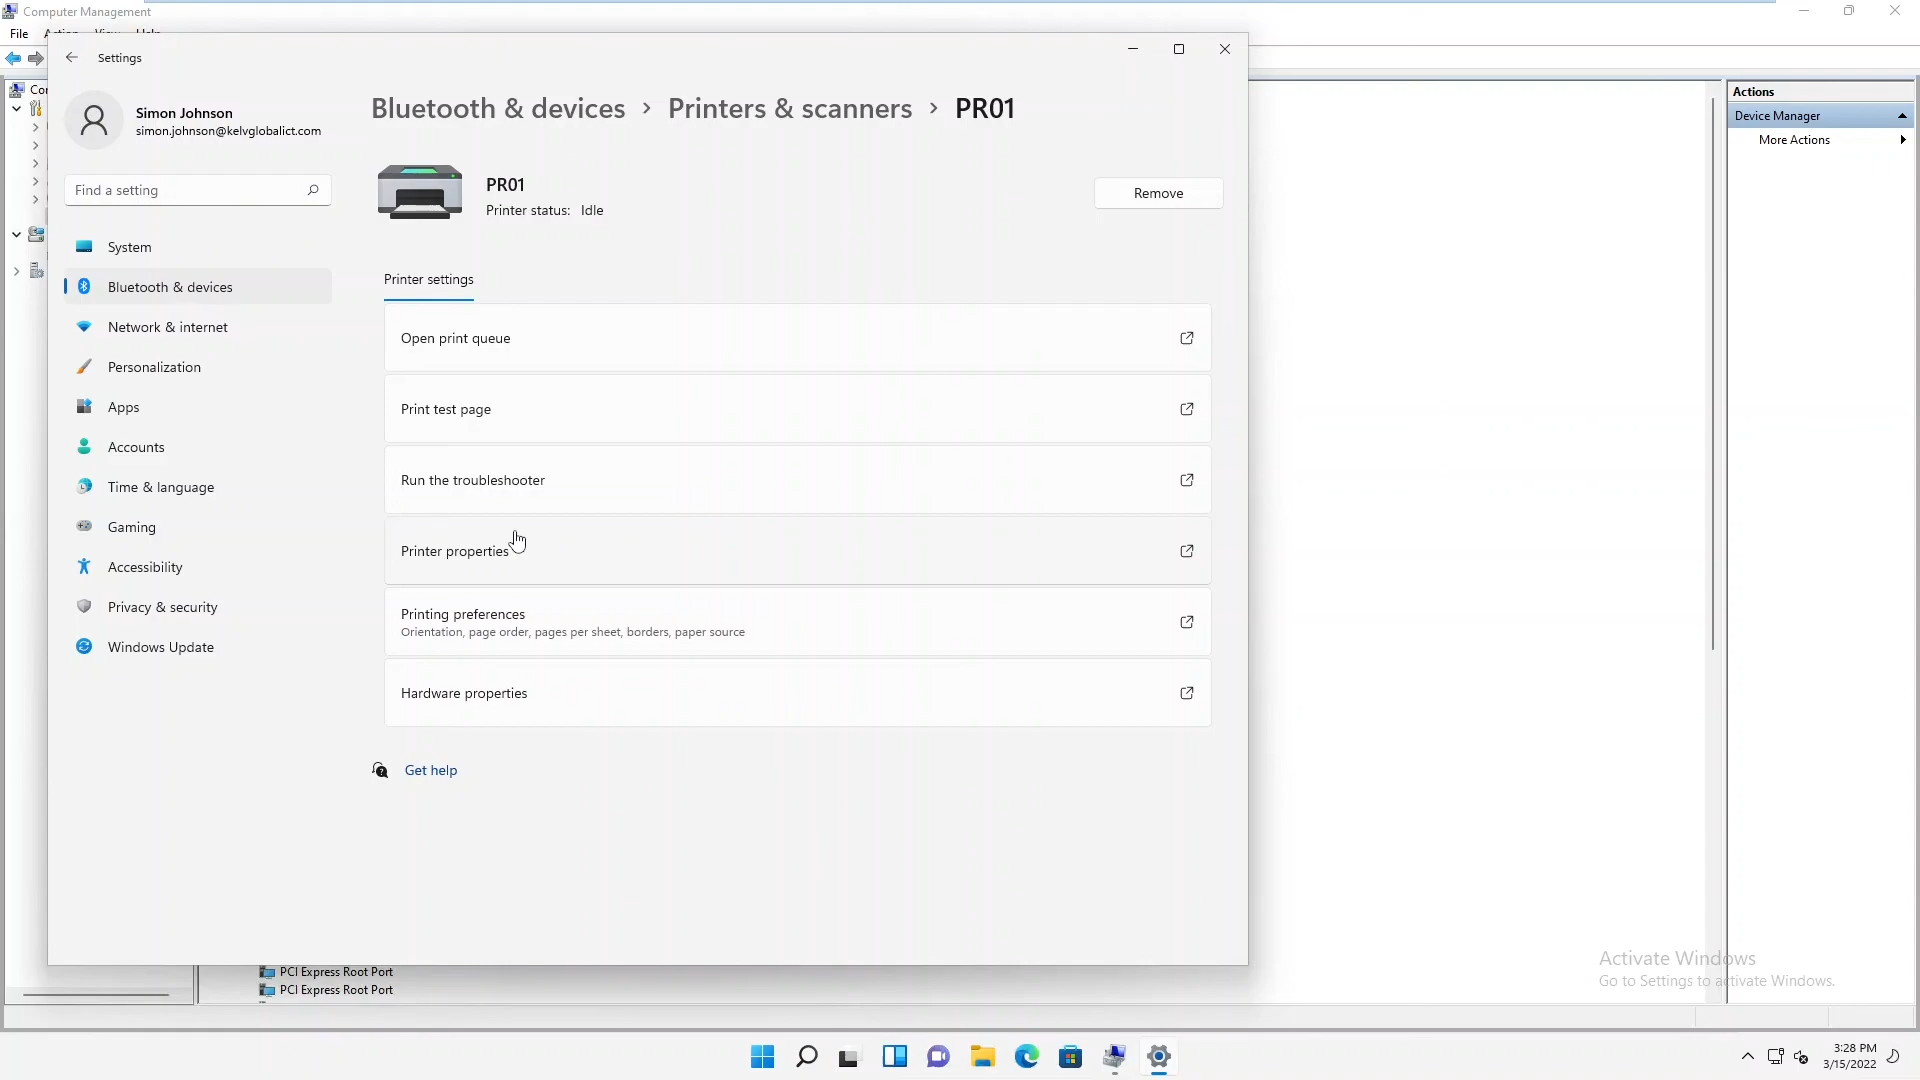 Computer Management
File
Settings
Simon Johnson
simon.johnson@kelvglobalict.com
Find a setting
System
Bluetooth & devices
Network & internet
Personalization
Apps
Accounts
Time & language
Gaming
Accessibility
Privacy & security
Windows Update
Bluetooth & devices > Printers & scanners > PR01
PR01
Printer status: Idle
Remove
Printer settings
Open print queue
Print test page
Run the troubleshooter
Printer properties
Printing preferences
Orientation, page order, pages per sheet, borders, paper source
Hardware properties
Get help
PCI Express Root Port
PCI Express Root Port
Actions
Device Manager
More Actions
Activate Windows
Go to Settings to activate Windows.
3:28 PM
3/15/2022